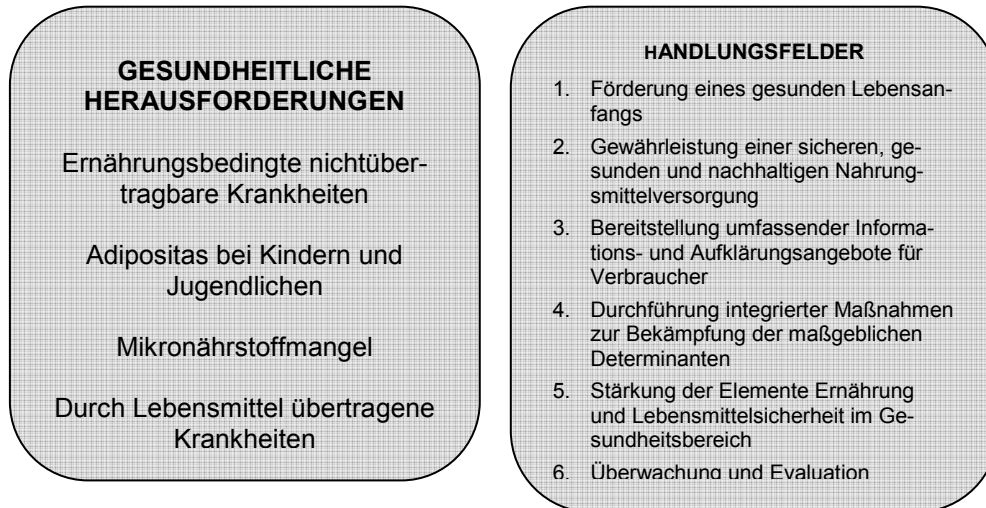 GESUNDHEITLICHE
HERAUSFORDERUNGEN
Ernährungsbedingte nichtüber-
tragbare Krankheiten
Adipositas bei Kindern und
Jugendlichen
Mikronährstoffmangel
Durch Lebensmittel übertragene
Krankheiten
HANDLUNGSFELDER
1. Förderung eines gesunden Lebensan-
fangs
2. Gewährleistung einer sicheren, ge-
sunden und nachhaltigen Nahrung-
smittelversorgung
3. Bereitstellung umfassender Informa-
tions- und Aufklärungsangebote für
Verbraucher
4. Durchführung integrierter Maßnahmen
zur Bekämpfung der maßgeblichen
Determinanten
5. Stärkung der Elemente Ernährung
und Lebensmittelsicherheit im Ge-
sundheitsbereich
6. Überwachung und Evaluation